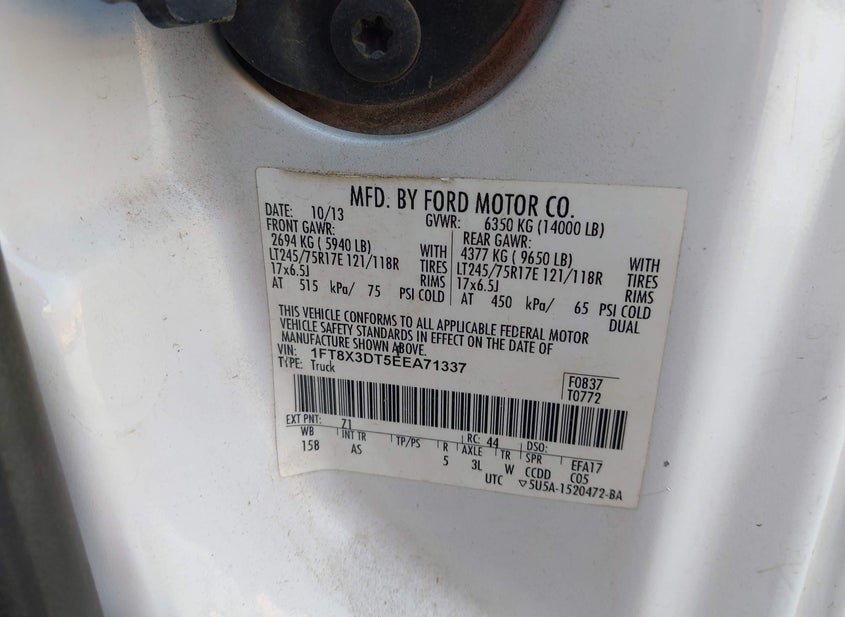 MFD. BY FORD MOTOR CO.
DATE: 10/13 GVWR: 6350 KG (14000 LB)
FRONT GAWR: REAR GAWR:
2694 KG ( 5940 LB) WITH 4377 KG ( 9650 LB) WITH
LT245/75R17E 121/118R TIRES LT245/75R17E 121/118R TIRES
17x6.5J RIMS 17x6.5J RIMS
AT 515 kPa/ 75 PSI COLD AT 450 kPa/ 65 PSI COLD
DUAL
THIS VEHICLE CONFORMS TO ALL APPLICABLE FEDERAL MOTOR
VEHICLE SAFETY STANDARDS IN EFFECT ON THE DATE OF
MANUFACTURE SHOWN ABOVE.
VIN: 1FT8X3DT5EEA71337
TYPE: Truck
F0837
T0772
EXT PNT: Z1 RC: 44 DSO:
WB INT TR TP/PS R AXLE TR SPR EFA17
158 AS 5 3L W CCDD C05
UTC ▽5U5A-1520472-BA